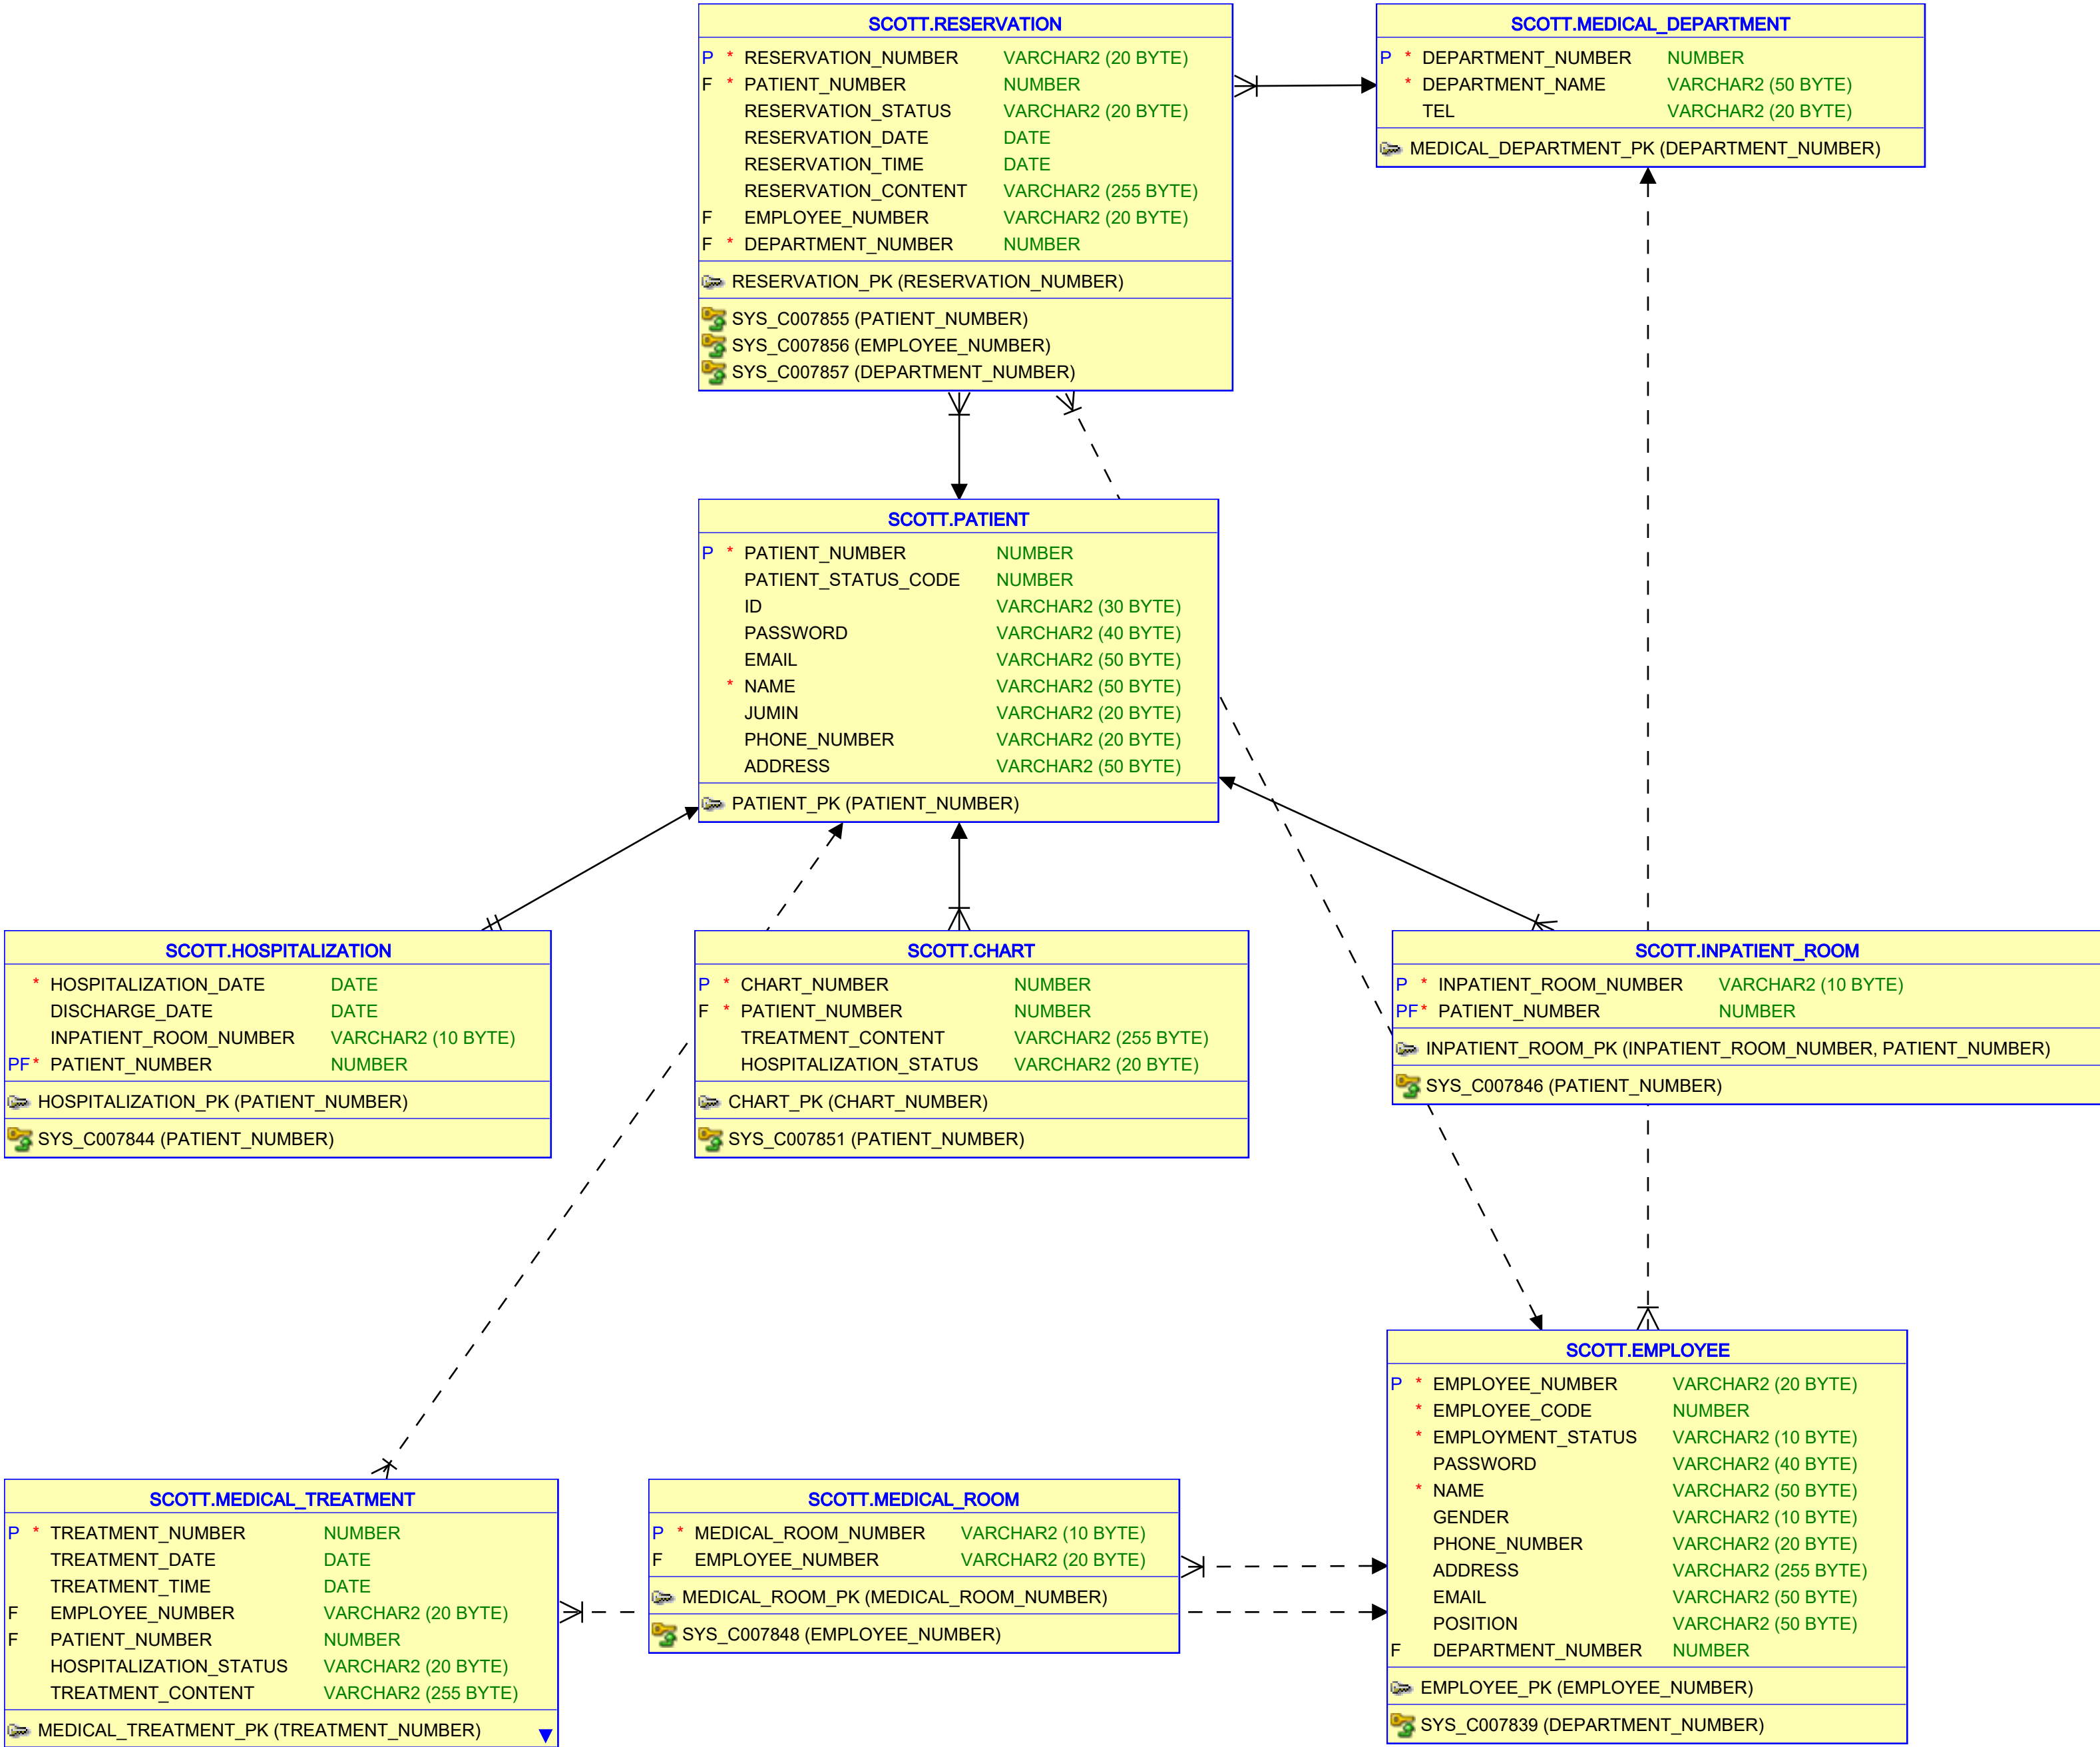 SCOTT.RESERVATION
P * RESERVATION_NUMBER VARCHAR2 (20 BYTE)
F * PATIENT_NUMBER NUMBER
RESERVATION_STATUS VARCHAR2 (20 BYTE)
RESERVATION_DATE DATE
RESERVATION_TIME DATE
RESERVATION_CONTENT VARCHAR2 (255 BYTE)
F EMPLOYEE_NUMBER VARCHAR2 (20 BYTE)
F * DEPARTMENT_NUMBER NUMBER
RESERVATION_PK (RESERVATION_NUMBER)
SYS_C007855 (PATIENT_NUMBER)
SYS_C007856 (EMPLOYEE_NUMBER)
SYS_C007857 (DEPARTMENT_NUMBER)
SCOTT.MEDICAL_DEPARTMENT
P * DEPARTMENT_NUMBER NUMBER
* DEPARTMENT_NAME VARCHAR2 (50 BYTE)
TEL VARCHAR2 (20 BYTE)
MEDICAL_DEPARTMENT_PK (DEPARTMENT_NUMBER)
SCOTT.PATIENT
P * PATIENT_NUMBER NUMBER
PATIENT_STATUS_CODE NUMBER
ID VARCHAR2 (30 BYTE)
PASSWORD VARCHAR2 (40 BYTE)
EMAIL VARCHAR2 (50 BYTE)
* NAME VARCHAR2 (50 BYTE)
JUMIN VARCHAR2 (20 BYTE)
PHONE_NUMBER VARCHAR2 (20 BYTE)
ADDRESS VARCHAR2 (50 BYTE)
PATIENT_PK (PATIENT_NUMBER)
SCOTT.HOSPITALIZATION
* HOSPITALIZATION_DATE DATE
DISCHARGE_DATE DATE
INPATIENT_ROOM_NUMBER VARCHAR2 (10 BYTE)
PF * PATIENT_NUMBER NUMBER
HOSPITALIZATION_PK (PATIENT_NUMBER)
SYS_C007844 (PATIENT_NUMBER)
SCOTT.CHART
P * CHART_NUMBER NUMBER
F * PATIENT_NUMBER NUMBER
TREATMENT_CONTENT VARCHAR2 (255 BYTE)
HOSPITALIZATION_STATUS VARCHAR2 (20 BYTE)
CHART_PK (CHART_NUMBER)
SYS_C007851 (PATIENT_NUMBER)
SCOTT.INPATIENT_ROOM
P * INPATIENT_ROOM_NUMBER VARCHAR2 (10 BYTE)
PF * PATIENT_NUMBER NUMBER
INPATIENT_ROOM_PK (INPATIENT_ROOM_NUMBER, PATIENT_NUMBER)
SYS_C007846 (PATIENT_NUMBER)
SCOTT.MEDICAL_TREATMENT
P * TREATMENT_NUMBER NUMBER
TREATMENT_DATE DATE
TREATMENT_TIME DATE
F EMPLOYEE_NUMBER VARCHAR2 (20 BYTE)
F PATIENT_NUMBER NUMBER
HOSPITALIZATION_STATUS VARCHAR2 (20 BYTE)
TREATMENT_CONTENT VARCHAR2 (255 BYTE)
MEDICAL_TREATMENT_PK (TREATMENT_NUMBER)
SCOTT.MEDICAL_ROOM
P * MEDICAL_ROOM_NUMBER VARCHAR2 (10 BYTE)
F EMPLOYEE_NUMBER VARCHAR2 (20 BYTE)
MEDICAL_ROOM_PK (MEDICAL_ROOM_NUMBER)
SYS_C007848 (EMPLOYEE_NUMBER)
SCOTT.EMPLOYEE
P * EMPLOYEE_NUMBER VARCHAR2 (20 BYTE)
* EMPLOYEE_CODE NUMBER
* EMPLOYMENT_STATUS VARCHAR2 (10 BYTE)
PASSWORD VARCHAR2 (40 BYTE)
* NAME VARCHAR2 (50 BYTE)
GENDER VARCHAR2 (10 BYTE)
PHONE_NUMBER VARCHAR2 (20 BYTE)
ADDRESS VARCHAR2 (255 BYTE)
EMAIL VARCHAR2 (50 BYTE)
POSITION VARCHAR2 (50 BYTE)
F DEPARTMENT_NUMBER NUMBER
EMPLOYEE_PK (EMPLOYEE_NUMBER)
SYS_C007839 (DEPARTMENT_NUMBER)